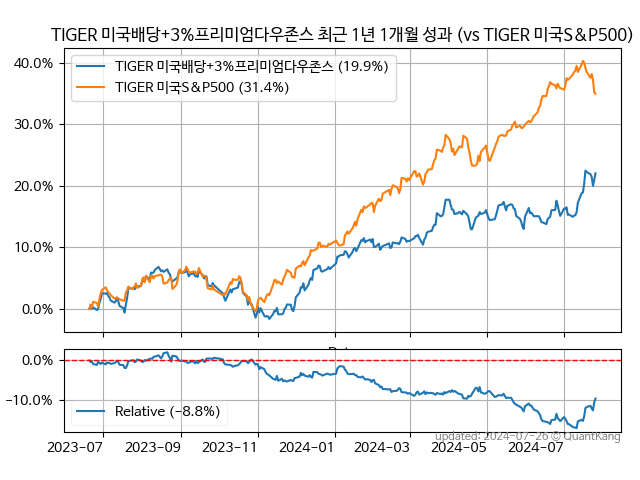 TIGER 미국배당+3%프리미엄다우존스 최근 1년 1개월 성과 (vs TIGER 미국S&P500)
40.0%
30.0%
20.0%
10.0%
0.0%
TIGER 미국배당+3%프리미엄다우존스 (19.9%)
TIGER 미국S&P500 (31.4%)
0.0%
−10.0%
Relative (−8.8%)
2023-07
2023-09
2023-11
2024-01
2024-03
2024-05
2024-07
updated: 2024-07-26 © QuantKang